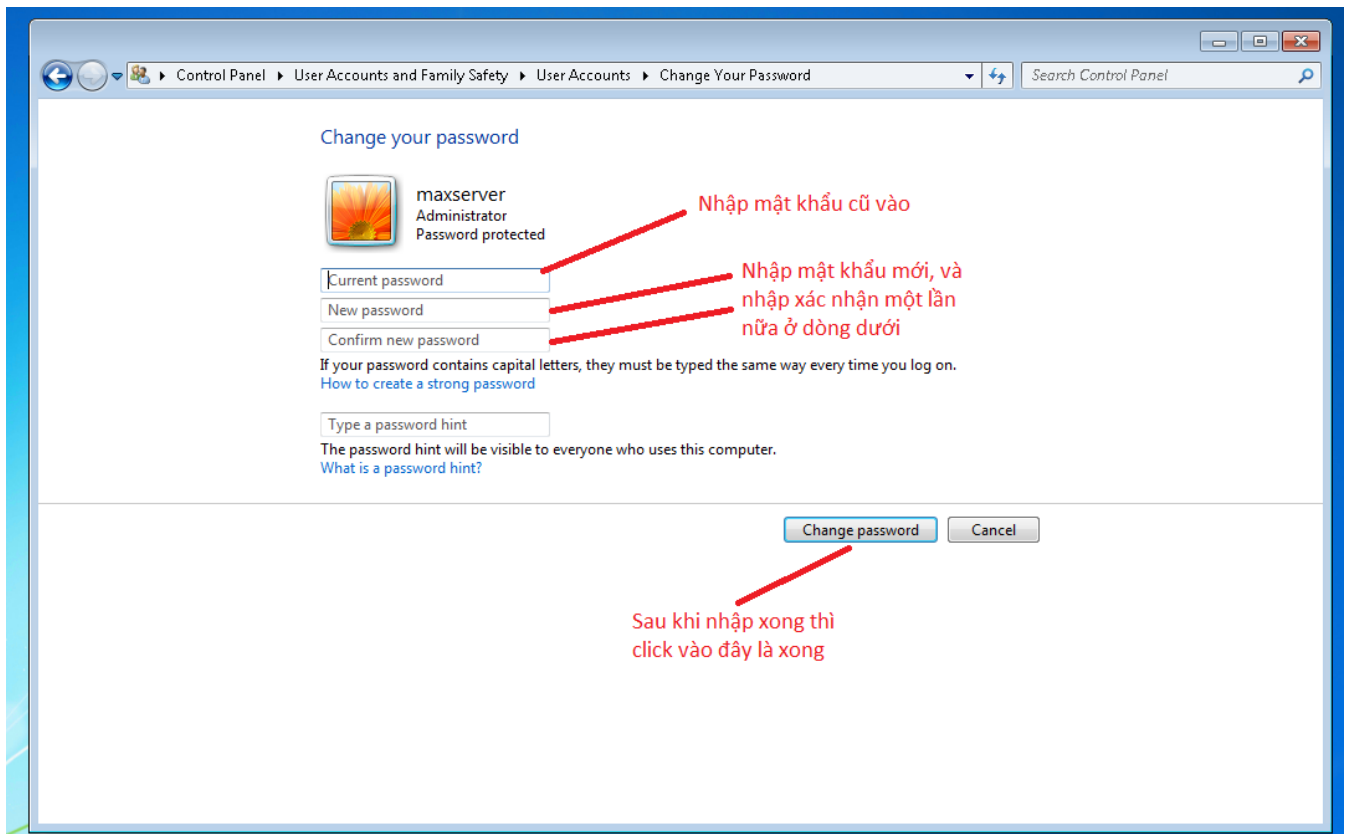 Control Panel ▸ User Accounts and Family Safety ▸ User Accounts ▸ Change Your Password
Search Control Panel
Change your password
maxserver
Administrator
Password protected
Nhập mật khẩu cũ vào
Current password
New password
Confirm new password
Nhập mật khẩu mới, và
nhập xác nhận một lần
nữa ở dòng dưới
If your password contains capital letters, they must be typed the same way every time you log on.
How to create a strong password
Type a password hint
The password hint will be visible to everyone who uses this computer.
What is a password hint?
Change password
Cancel
Sau khi nhập xong thì
click vào đây là xong